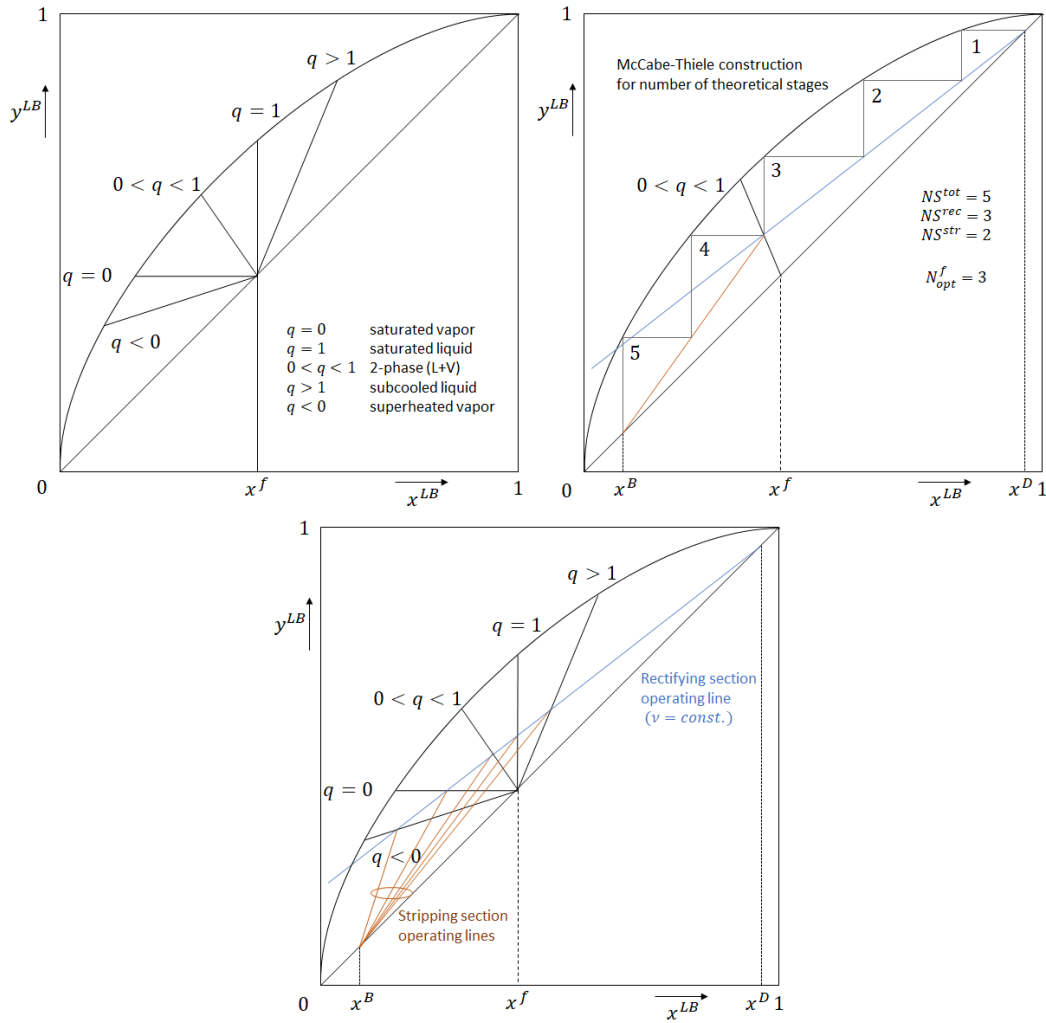 1
q > 1
y^{LB}
q = 1
0 < q < 1
q = 0
q < 0
q = 0 saturated vapor
q = 1 saturated liquid
0 < q < 1 2-phase (L+V)
q > 1 subcooled liquid
q < 0 superheated vapor
0
x^f
x^{LB}
1
1
McCabe-Thiele construction
for number of theoretical stages
1
2
y^{LB}
0 < q < 1
3
NS^{tot} = 5
NS^{rec} = 3
NS^{str} = 2
4
N^f_{opt} = 3
5
0
x^B
x^f
x^{LB}
x^D
1
1
q > 1
y^{LB}
q = 1
0 < q < 1
Rectifying section
operating line
(ν = const.)
q = 0
q < 0
Stripping section
operating lines
0
x^B
x^f
x^{LB}
x^D
1